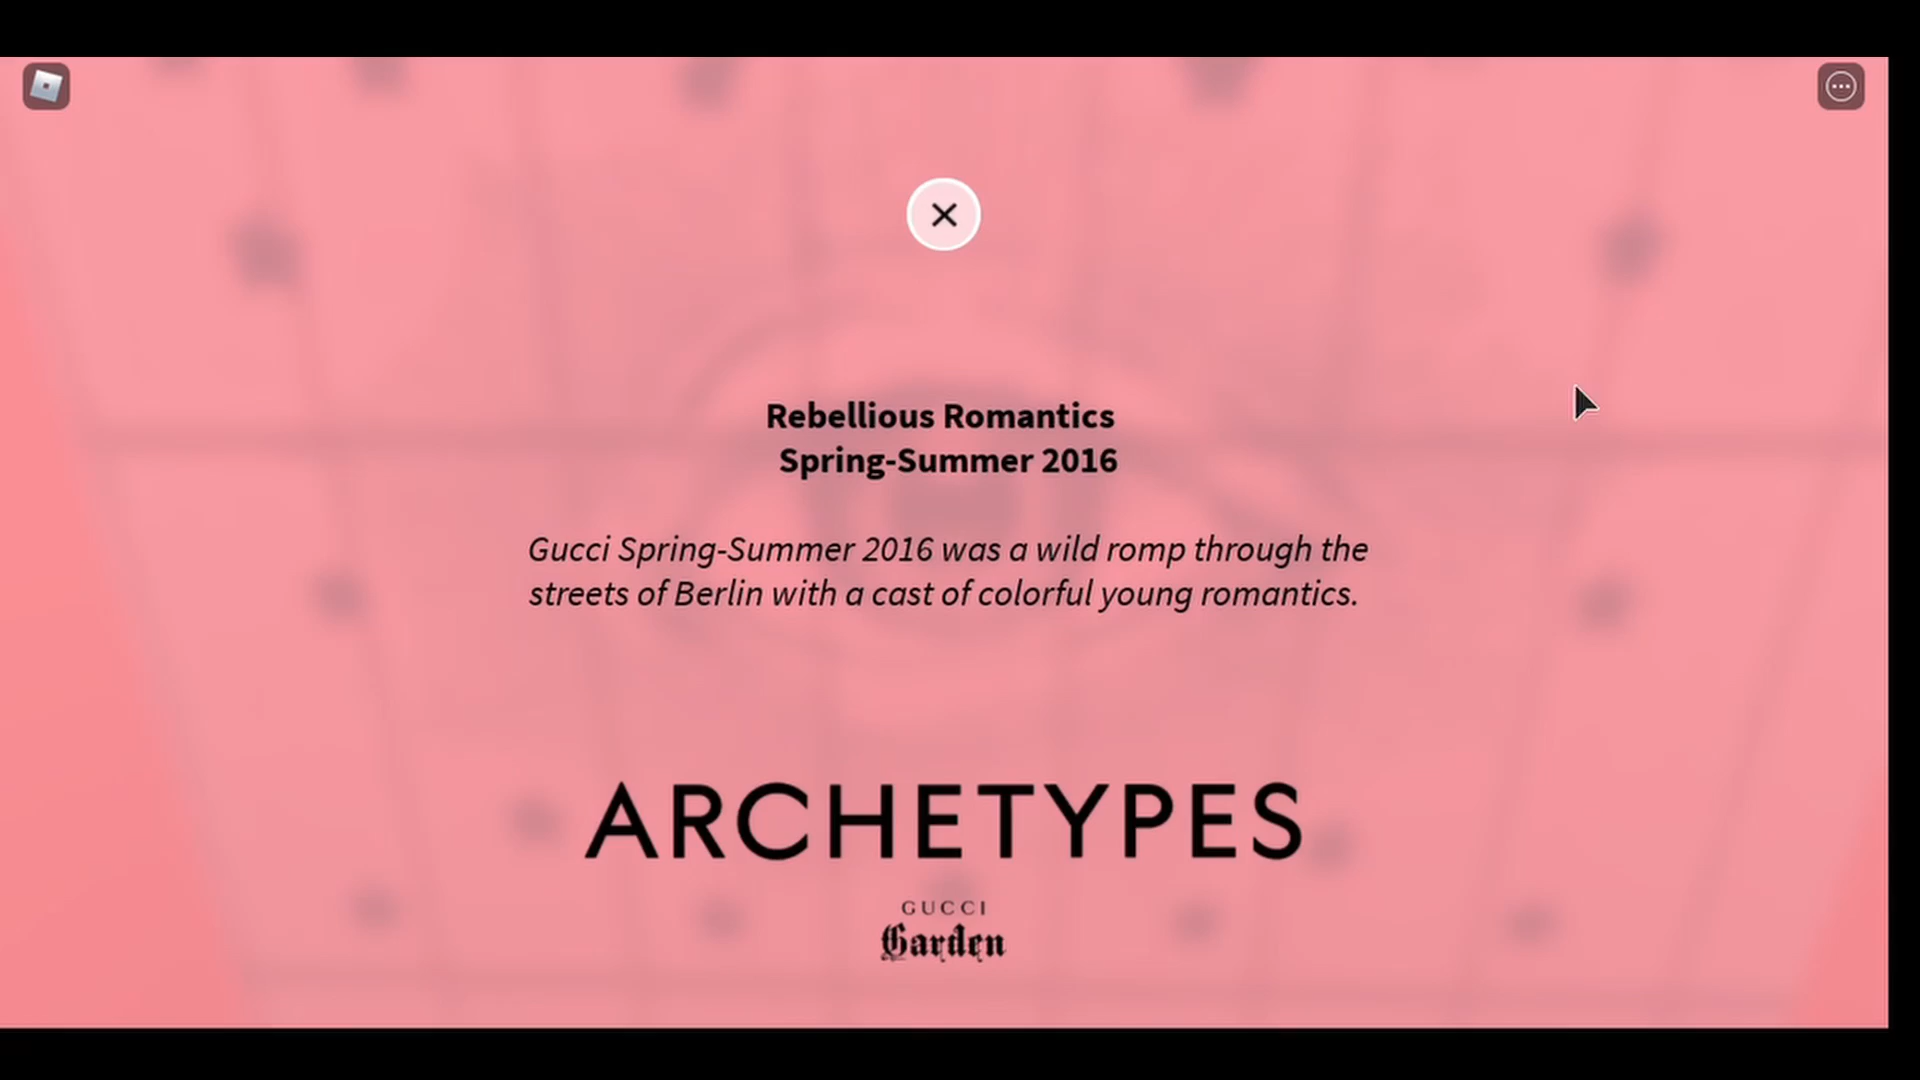 Rebellious Romantics
Spring-Summer 2016
Gucci Spring-Summer 2016 was a wild romp through the
streets of Berlin with a cast of colorful young romantics.
ARCHETYPES
GUCCI
Garden